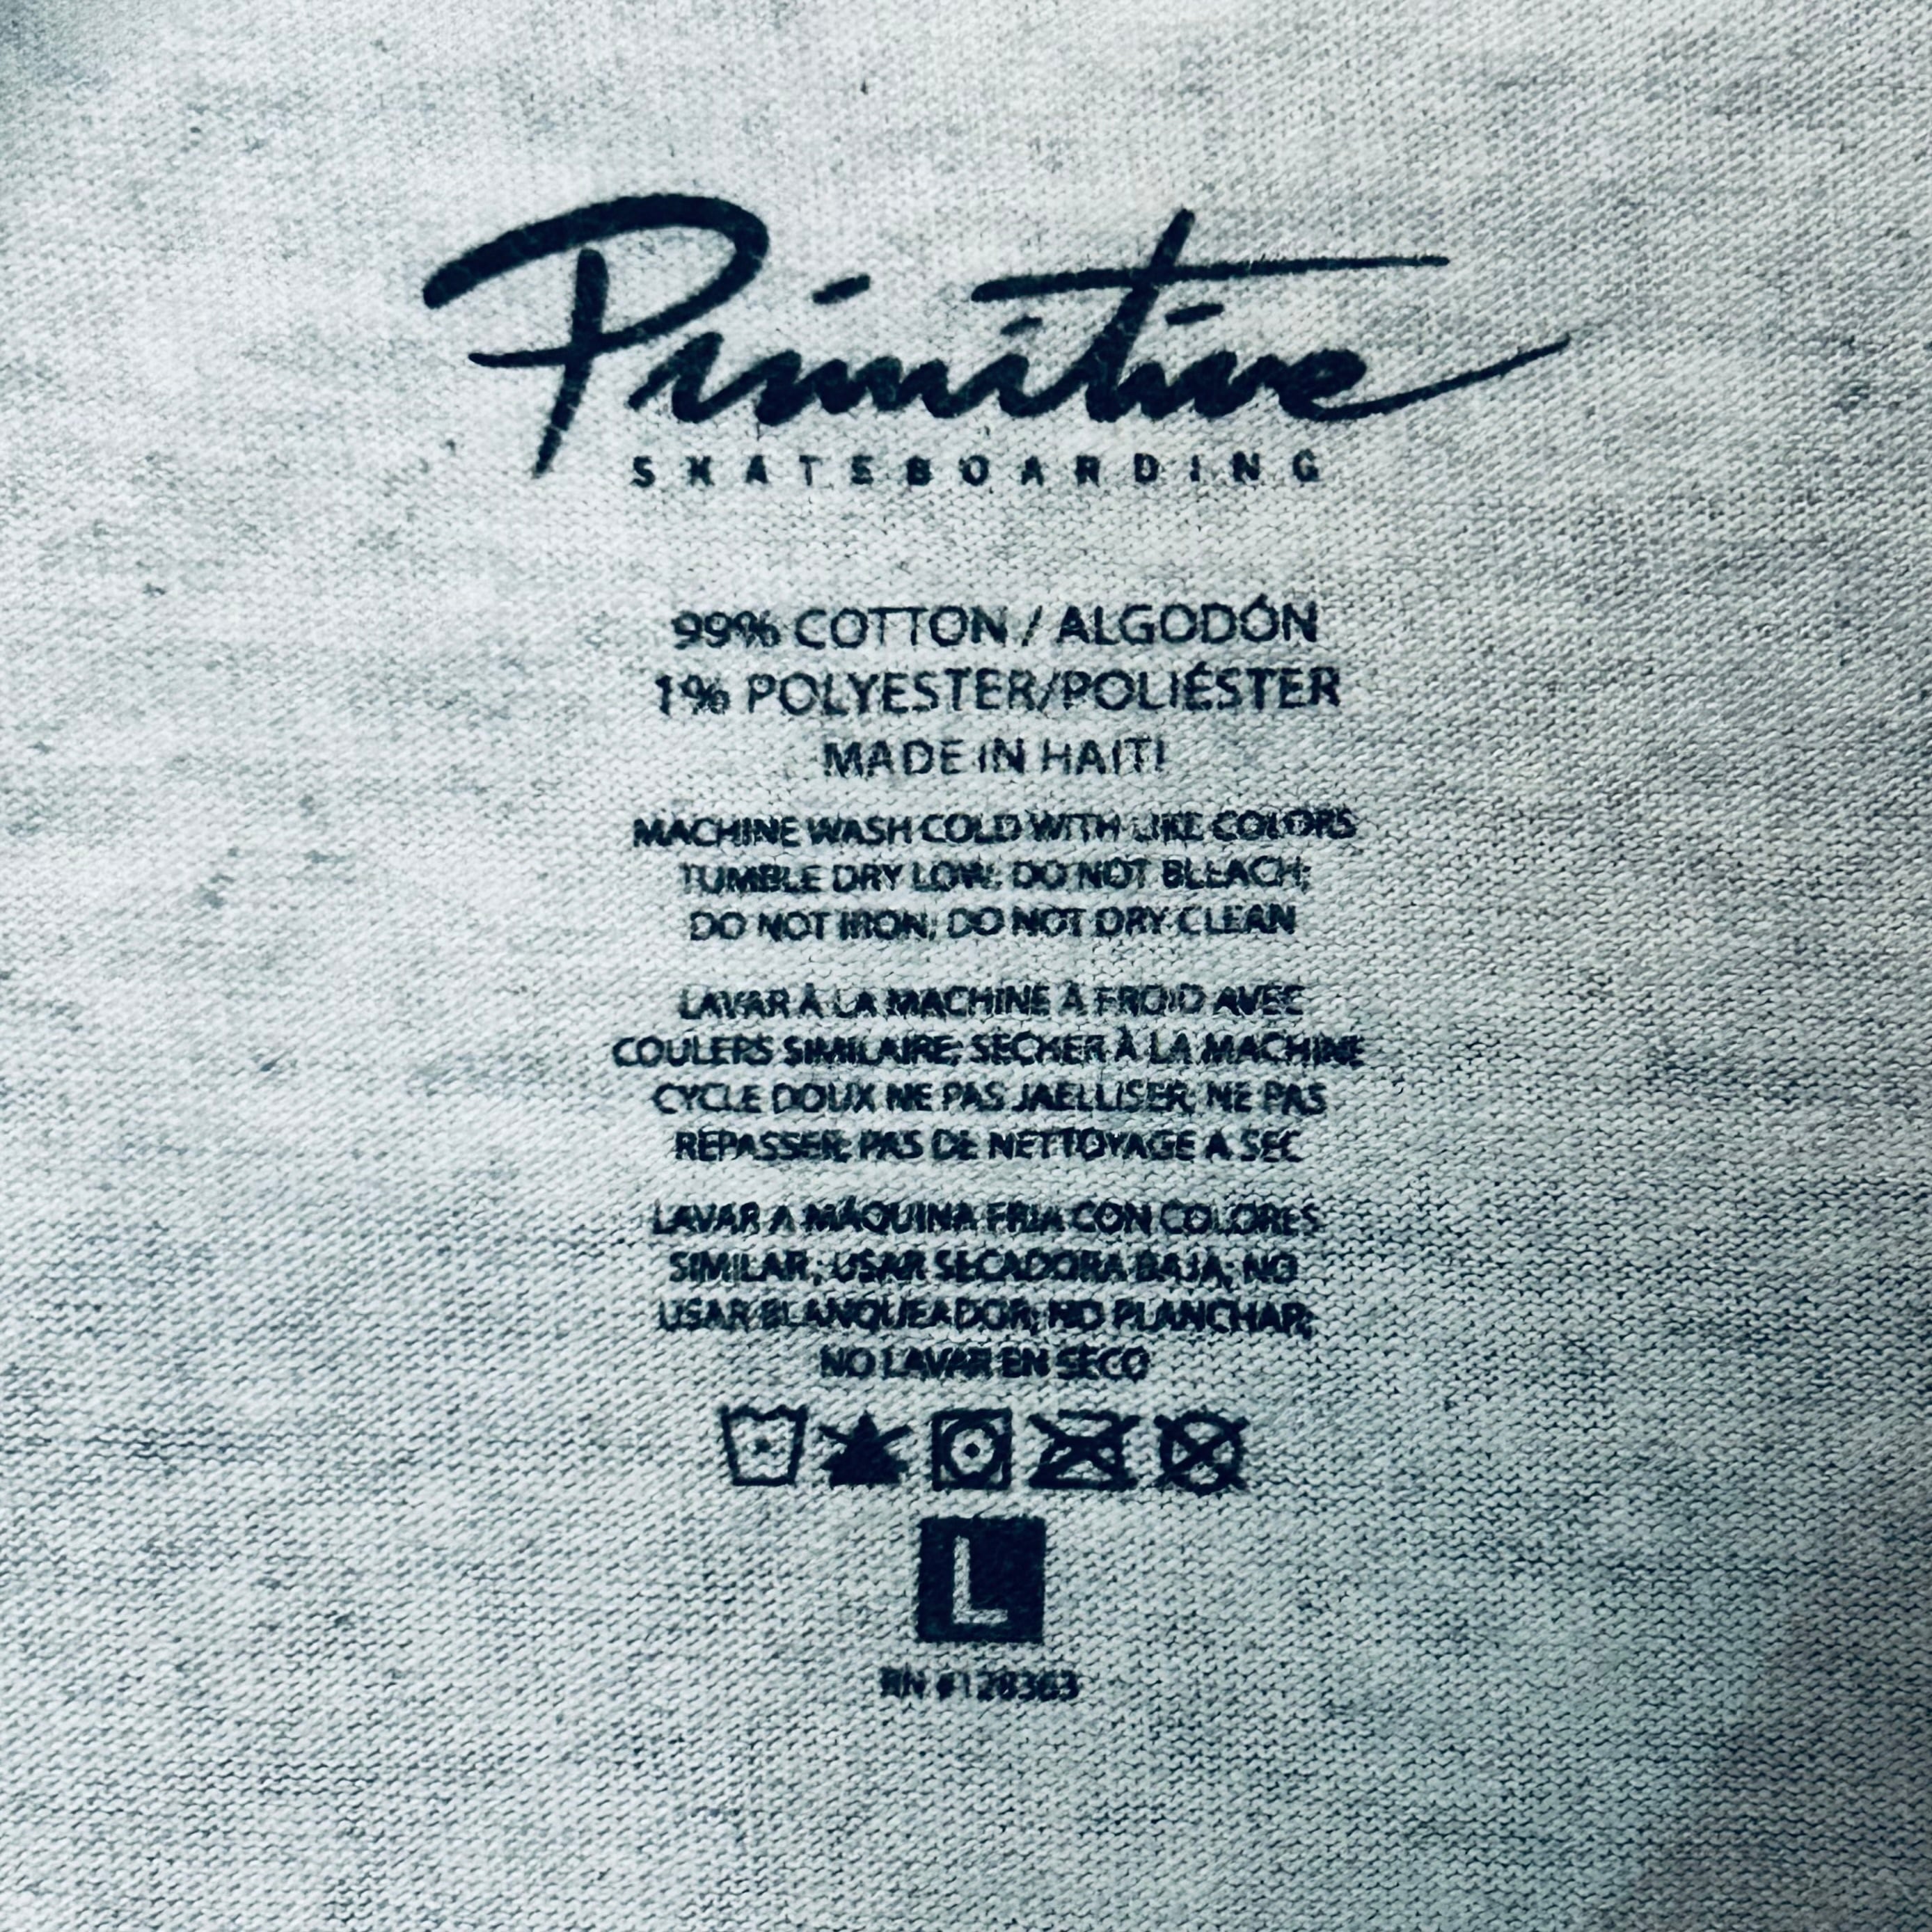 Primitive
SKATEBOARDING
99% COTTON / ALGODÓN
1% POLYESTER/POLIÉSTER
MADE IN HAITI
MACHINE WASH COLD WITH LIKE COLORS
TUMBLE DRY LOW; DO NOT BLEACH;
DO NOT IRON; DO NOT DRY CLEAN
LAVAR À LA MACHINE À FROID AVEC
COULERS SIMILAIRE; SECHER À LA MACHINE
CYCLE DOUX NE PAS JAELLISER; NE PAS
REPASSER; PAS DE NETTOYAGE A SEC
LAVAR A MÁQUINA FRIA CON COLORES
SIMILAR; USAR SECADORA BAJA; NO
USAR BLANQUEADOR; NO PLANCHAR;
NO LAVAR EN SECO
L
RN #128363